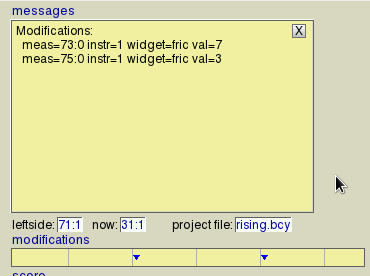 messages
Modifications: X
meas=73:0 instr=1 widget=fric val=7
meas=75:0 instr=1 widget=fric val=3
leftside: 71:1 now: 31:1 project file: rising.bcy
modifications
score